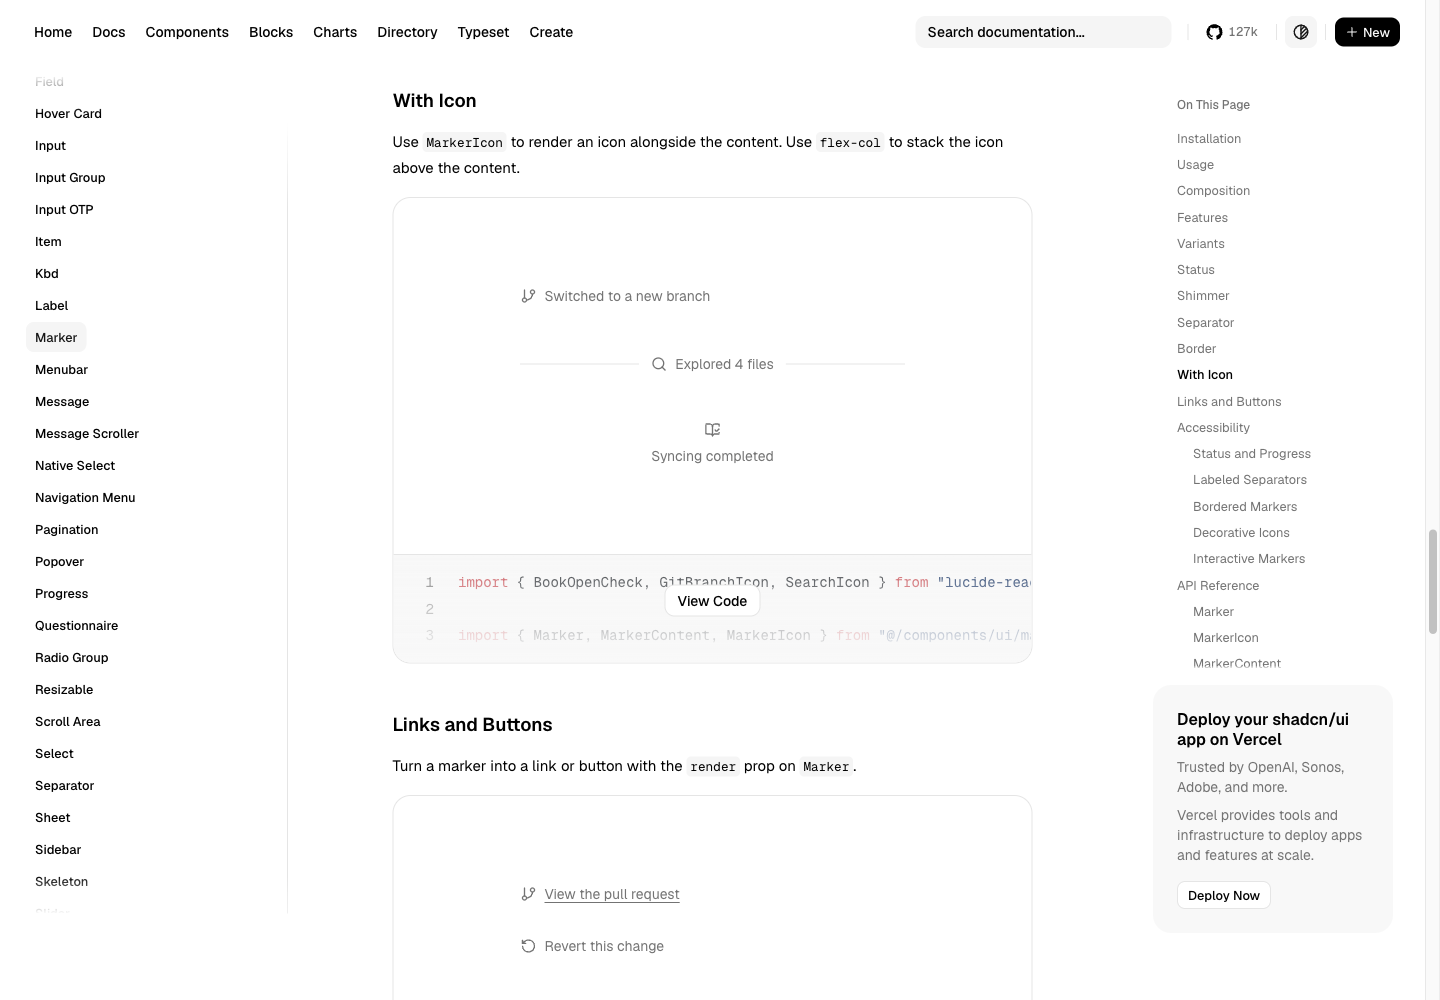 Home Docs Components Blocks Charts Directory Typeset Create
Search documentation...
127k
New
Field
Hover Card
Input
Input Group
Input OTP
Item
Kbd
Label
Marker
Menubar
Message
Message Scroller
Native Select
Navigation Menu
Pagination
Popover
Progress
Questionnaire
Radio Group
Resizable
Scroll Area
Select
Separator
Sheet
Sidebar
Skeleton
Slider
With Icon
Use MarkerIcon to render an icon alongside the content. Use flex-col to stack the icon
above the content.
Switched to a new branch
Explored 4 files
Syncing completed
1 import { BookOpenCheck, GitBranchIcon, SearchIcon } from "lucide-reac
View Code
2
3 import { Marker, MarkerContent, MarkerIcon } from "@/components/ui/ma
Links and Buttons
Turn a marker into a link or button with the render prop on Marker.
View the pull request
Revert this change
On This Page
Installation
Usage
Composition
Features
Variants
Status
Shimmer
Separator
Border
With Icon
Links and Buttons
Accessibility
Status and Progress
Labeled Separators
Bordered Markers
Decorative Icons
Interactive Markers
API Reference
Marker
MarkerIcon
MarkerContent
Deploy your shadcn/ui
app on Vercel
Trusted by OpenAI, Sonos,
Adobe, and more.
Vercel provides tools and
infrastructure to deploy apps
and features at scale.
Deploy Now